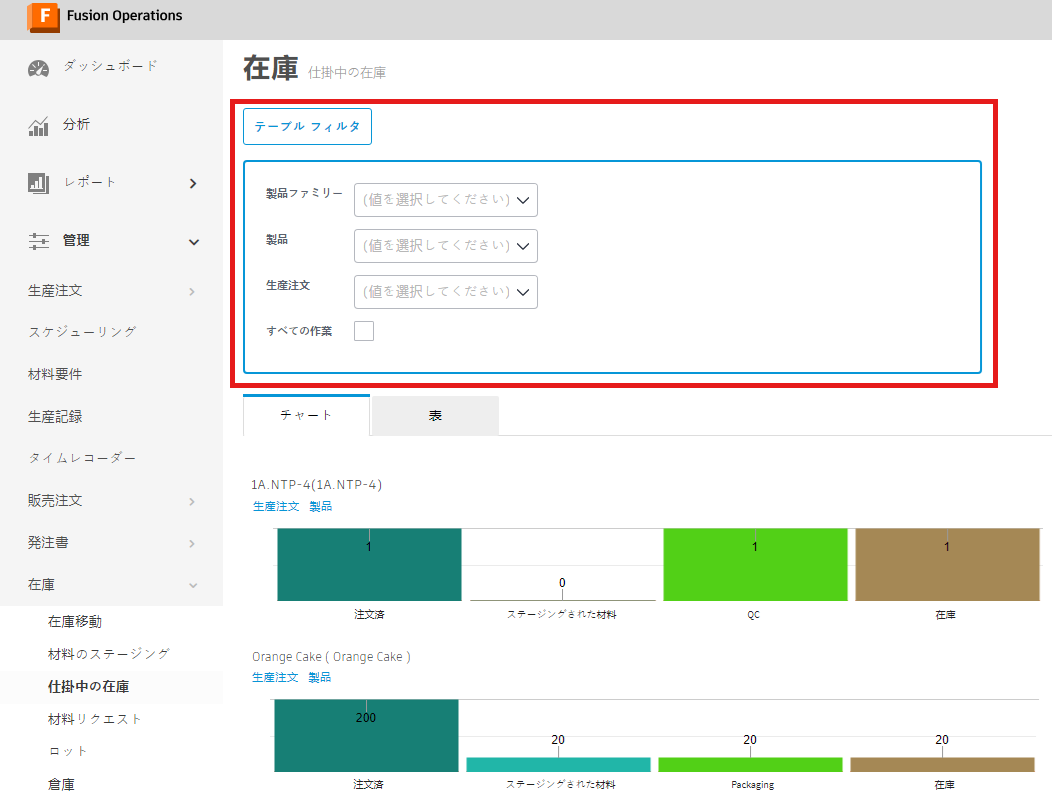 F Fusion Operations
ダッシュボード
分析
レポート
管理
生産注文
スケジューリング
材料要件
生産記録
タイムレコーダー
販売注文
発注書
在庫
在庫移動
材料のステージング
仕掛中の在庫
材料リクエスト
ロット
倉庫
在庫 仕掛中の在庫
テーブル フィルタ
製品ファミリー (値を選択してください)
製品 (値を選択してください)
生産注文 (値を選択してください)
すべての作業
チャート 表
1A.NTP-4(1A.NTP-4)
生産注文 製品
1 0 1 1
注文済 ステージングされた材料 QC 在庫
Orange Cake ( Orange Cake )
生産注文 製品
200 20 20 20
注文済 ステージングされた材料 Packaging 在庫